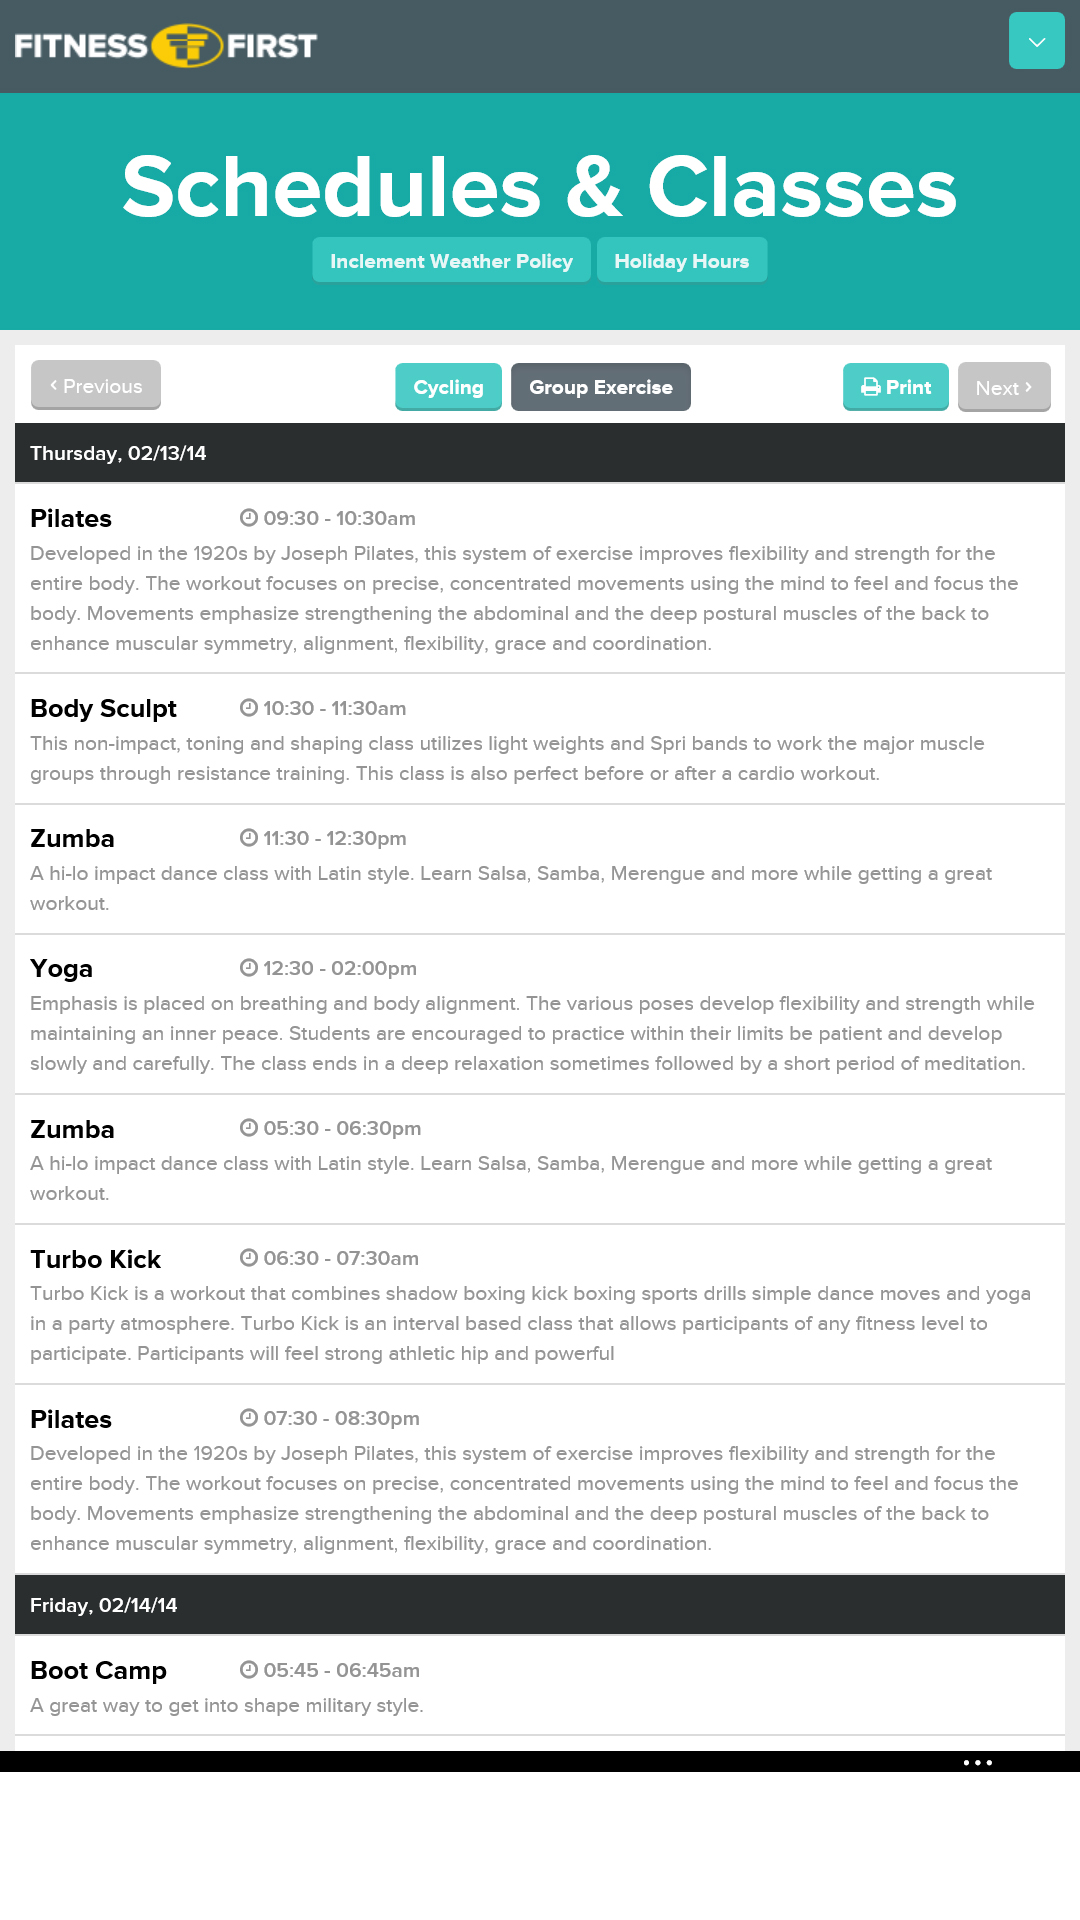 FITNESS FIRST
Schedules & Classes
Inclement Weather Policy Holiday Hours
Previous Cycling Group Exercise Print Next
Thursday, 02/13/14
Pilates 09:30 - 10:30am
Developed in the 1920s by Joseph Pilates, this system of exercise improves flexibility and strength for the
entire body. The workout focuses on precise, concentrated movements using the mind to feel and focus the
body. Movements emphasize strengthening the abdominal and the deep postural muscles of the back to
enhance muscular symmetry, alignment, flexibility, grace and coordination.
Body Sculpt 10:30 - 11:30am
This non-impact, toning and shaping class utilizes light weights and Spri bands to work the major muscle
groups through resistance training. This class is also perfect before or after a cardio workout.
Zumba 11:30 - 12:30pm
A hi-lo impact dance class with Latin style. Learn Salsa, Samba, Merengue and more while getting a great
workout.
Yoga 12:30 - 02:00pm
Emphasis is placed on breathing and body alignment. The various poses develop flexibility and strength while
maintaining an inner peace. Students are encouraged to practice within their limits be patient and develop
slowly and carefully. The class ends in a deep relaxation sometimes followed by a short period of meditation.
Zumba 05:30 - 06:30pm
A hi-lo impact dance class with Latin style. Learn Salsa, Samba, Merengue and more while getting a great
workout.
Turbo Kick 06:30 - 07:30am
Turbo Kick is a workout that combines shadow boxing kick boxing sports drills simple dance moves and yoga
in a party atmosphere. Turbo Kick is an interval based class that allows participants of any fitness level to
participate. Participants will feel strong athletic hip and powerful
Pilates 07:30 - 08:30pm
Developed in the 1920s by Joseph Pilates, this system of exercise improves flexibility and strength for the
entire body. The workout focuses on precise, concentrated movements using the mind to feel and focus the
body. Movements emphasize strengthening the abdominal and the deep postural muscles of the back to
enhance muscular symmetry, alignment, flexibility, grace and coordination.
Friday, 02/14/14
Boot Camp 05:45 - 06:45am
A great way to get into shape military style.